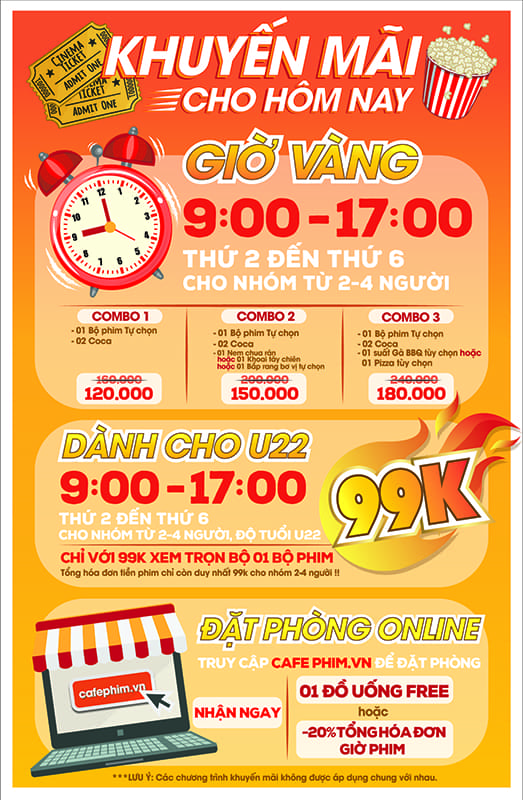 CINEMA
TICKET
ADMIT ONE
CINEMA
TICKET
ADMIT ONE
KHUYẾN MÃI
CHO HÔM NAY
GIỜ VÀNG
9:00 - 17:00
THỨ 2 ĐẾN THỨ 6
CHO NHÓM TỪ 2-4 NGƯỜI
COMBO 1
- 01 Bộ phim Tự chọn
- 02 Coca
160.000
120.000
COMBO 2
- 01 Bộ phim Tự chọn
- 02 Coca
- 01 Nem chua rán
hoặc 01 Khoai tây chiên
hoặc 01 Bắp rang bơ vị tự chọn
200.000
150.000
COMBO 3
- 01 Bộ phim Tự chọn
- 02 Coca
- 01 suất Gà BBQ tùy chọn hoặc
01 Pizza tùy chọn
240.000
180.000
DÀNH CHO U22
9:00 - 17:00
THỨ 2 ĐẾN THỨ 6
CHO NHÓM TỪ 2-4 NGƯỜI, ĐỘ TUỔI U22
CHỈ VỚI 99K XEM TRỌN BỘ 01 BỘ PHIM
Tổng hóa đơn tiền phim chỉ còn duy nhất 99k cho nhóm 2-4 người !!
99K
ĐẶT PHÒNG ONLINE
TRUY CẬP CAFE PHIM.VN ĐỂ ĐẶT PHÒNG
cafephim.vn
NHẬN NGAY
01 ĐỒ UỐNG FREE
hoặc
-20% TỔNG HÓA ĐƠN
GIỜ PHIM
***LƯU Ý: Các chương trình khuyến mãi không được áp dụng chung với nhau.